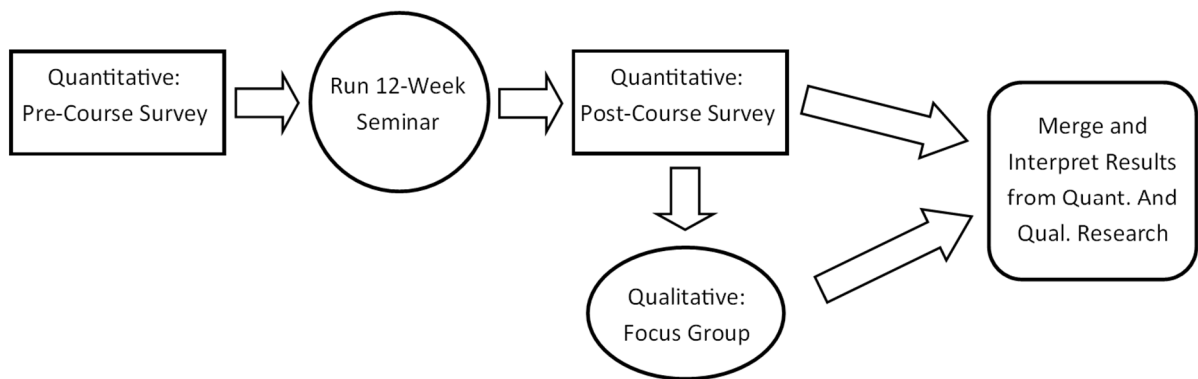 Quantitative:
Pre-Course Survey
Run 12-Week
Seminar
Quantitative:
Post-Course Survey
Qualitative:
Focus Group
Merge and
Interpret Results
from Quant. And
Qual. Research